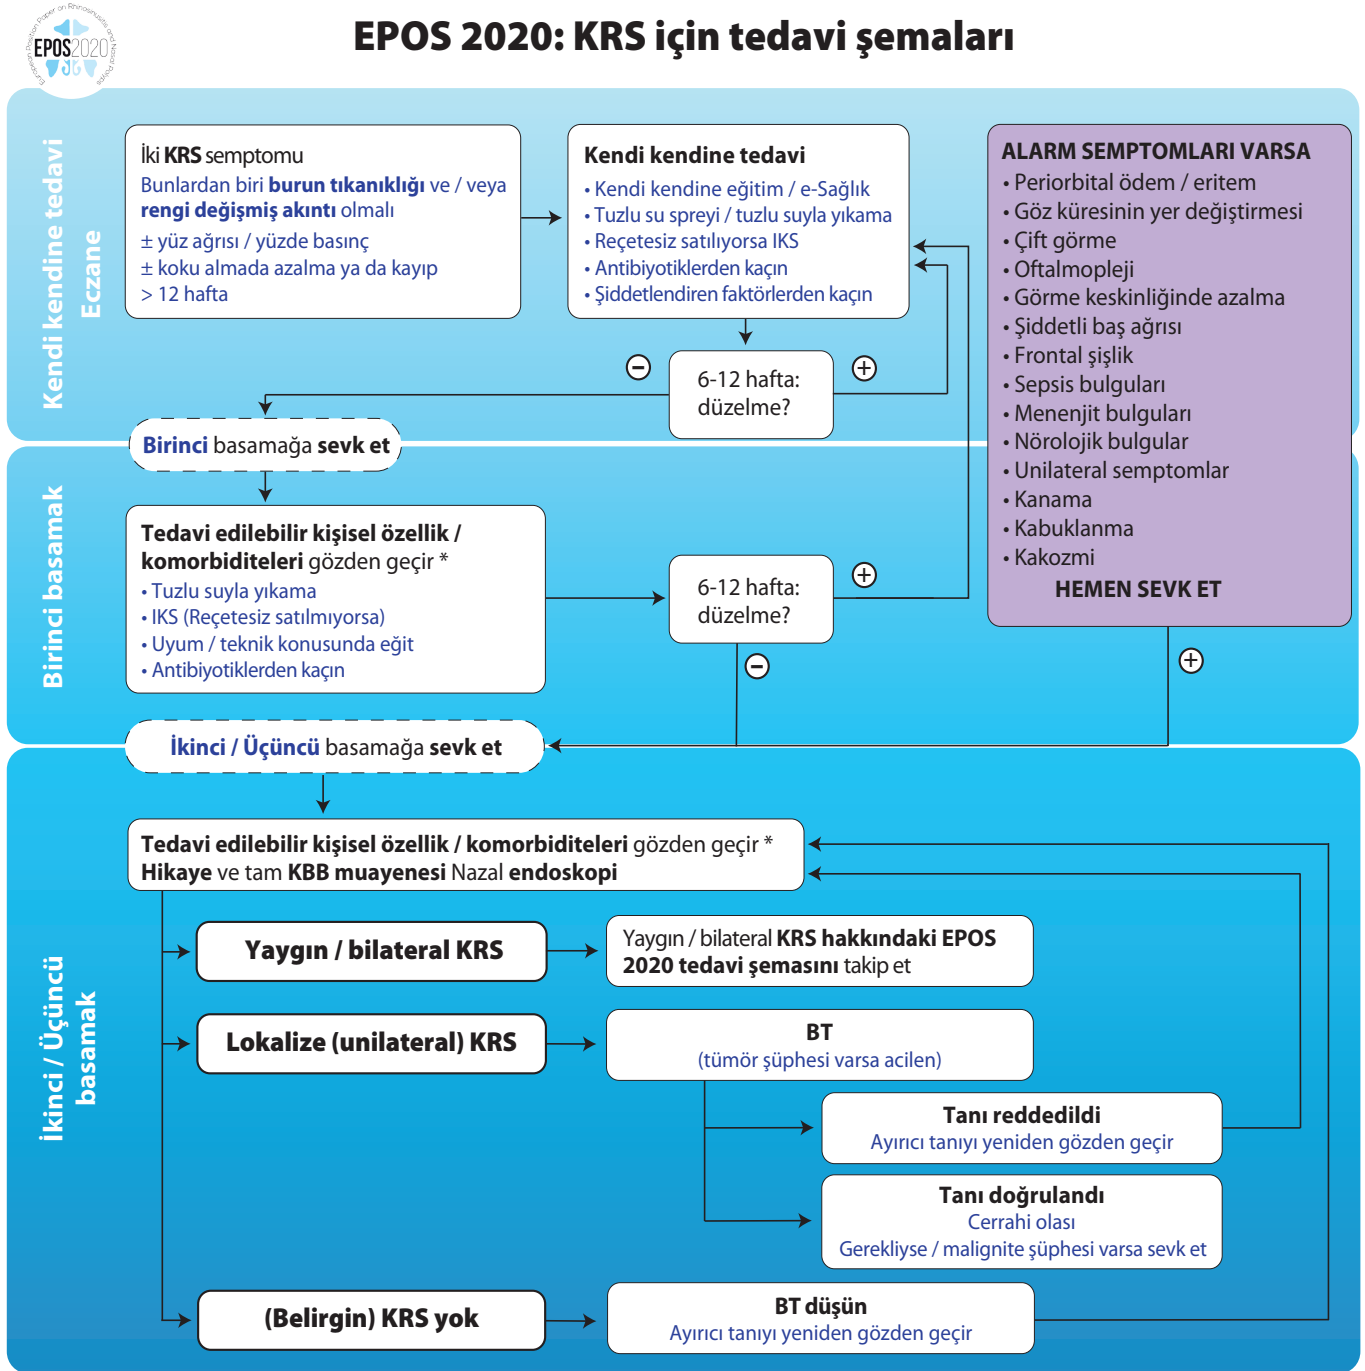 European Position Paper on Rhinosinusitis and Nasal Polyps
EPOS2020
EPOS 2020: KRS için tedavi şemaları
Kendi kendine tedavi
Eczane
İki KRS semptomu
Bunlardan biri burun tıkanıklığı ve / veya
rengi değişmiş akıntı olmalı
± yüz ağrısı / yüzde basınç
± koku almada azalma ya da kayıp
> 12 hafta
Kendi kendine tedavi
• Kendi kendine eğitim / e-Sağlık
• Tuzlu su spreyi / tuzlu suyla yıkama
• Reçetesiz satılıyorsa IKS
• Antibiyotiklerden kaçın
• Şiddetlendiren faktörlerden kaçın
6-12 hafta:
düzelme?
−
+
ALARM SEMPTOMLARI VARSA
• Periorbital ödem / eritem
• Göz küresinin yer değiştirmesi
• Çift görme
• Oftalmopleji
• Görme keskinliğinde azalma
• Şiddetli baş ağrısı
• Frontal şişlik
• Sepsis bulguları
• Menenjit bulguları
• Nörolojik bulgular
• Unilateral semptomlar
• Kanama
• Kabuklanma
• Kakozmi
HEMEN SEVK ET
+
Birinci basamağa sevk et
Birinci basamak
Tedavi edilebilir kişisel özellik /
komorbiditeleri gözden geçir *
• Tuzlu suyla yıkama
• IKS (Reçetesiz satılmıyorsa)
• Uyum / teknik konusunda eğit
• Antibiyotiklerden kaçın
6-12 hafta:
düzelme?
+
−
İkinci / Üçüncü basamağa sevk et
İkinci / Üçüncü
basamak
Tedavi edilebilir kişisel özellik / komorbiditeleri gözden geçir *
Hikaye ve tam KBB muayenesi Nazal endoskopi
Yaygın / bilateral KRS
Yaygın / bilateral KRS hakkındaki EPOS
2020 tedavi şemasını takip et
Lokalize (unilateral) KRS
BT
(tümör şüphesi varsa acilen)
Tanı reddedildi
Ayırıcı tanıyı yeniden gözden geçir
Tanı doğrulandı
Cerrahi olası
Gerekliyse / malignite şüphesi varsa sevk et
(Belirgin) KRS yok
BT düşün
Ayırıcı tanıyı yeniden gözden geçir